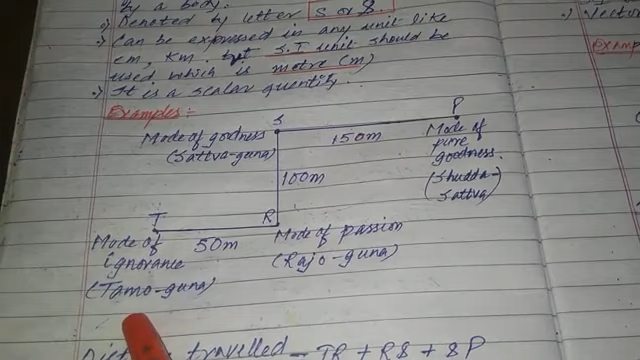 by a body.
•) Denoted by letter S or s.
•) Can be expressed in any unit like
cm, km. but S.I unit should be
used which is metre (m)
•) It is a scalar quantity.
Examples:-
S
P
Mode of goodness
(Sattva-guna)
150m
Mode of
pure
goodness.
(Shudda-
Sattva)
100m
T
R
Mode of
ignorance
(Tamo-guna)
50m
Mode of passion
(Rajo-guna)
travelled = TR + RS + SP